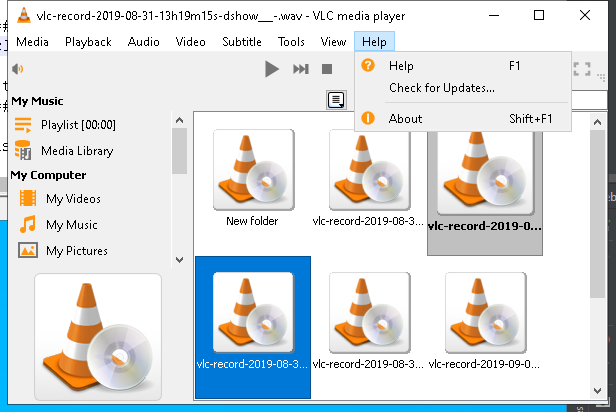 vlc-record-2019-08-31-13h19m15s-dshow__-.wav - VLC media player
Media Playback Audio Video Subtitle Tools View Help
Help F1
Check for Updates...
About Shift+F1
My Music
Playlist [00:00]
Media Library
My Computer
My Videos
My Music
My Pictures
New folder
vlc-record-2019-08-3...
vlc-record-2019-0...
vlc-record-2019-08-3...
vlc-record-2019-08-3...
vlc-record-2019-09-0...